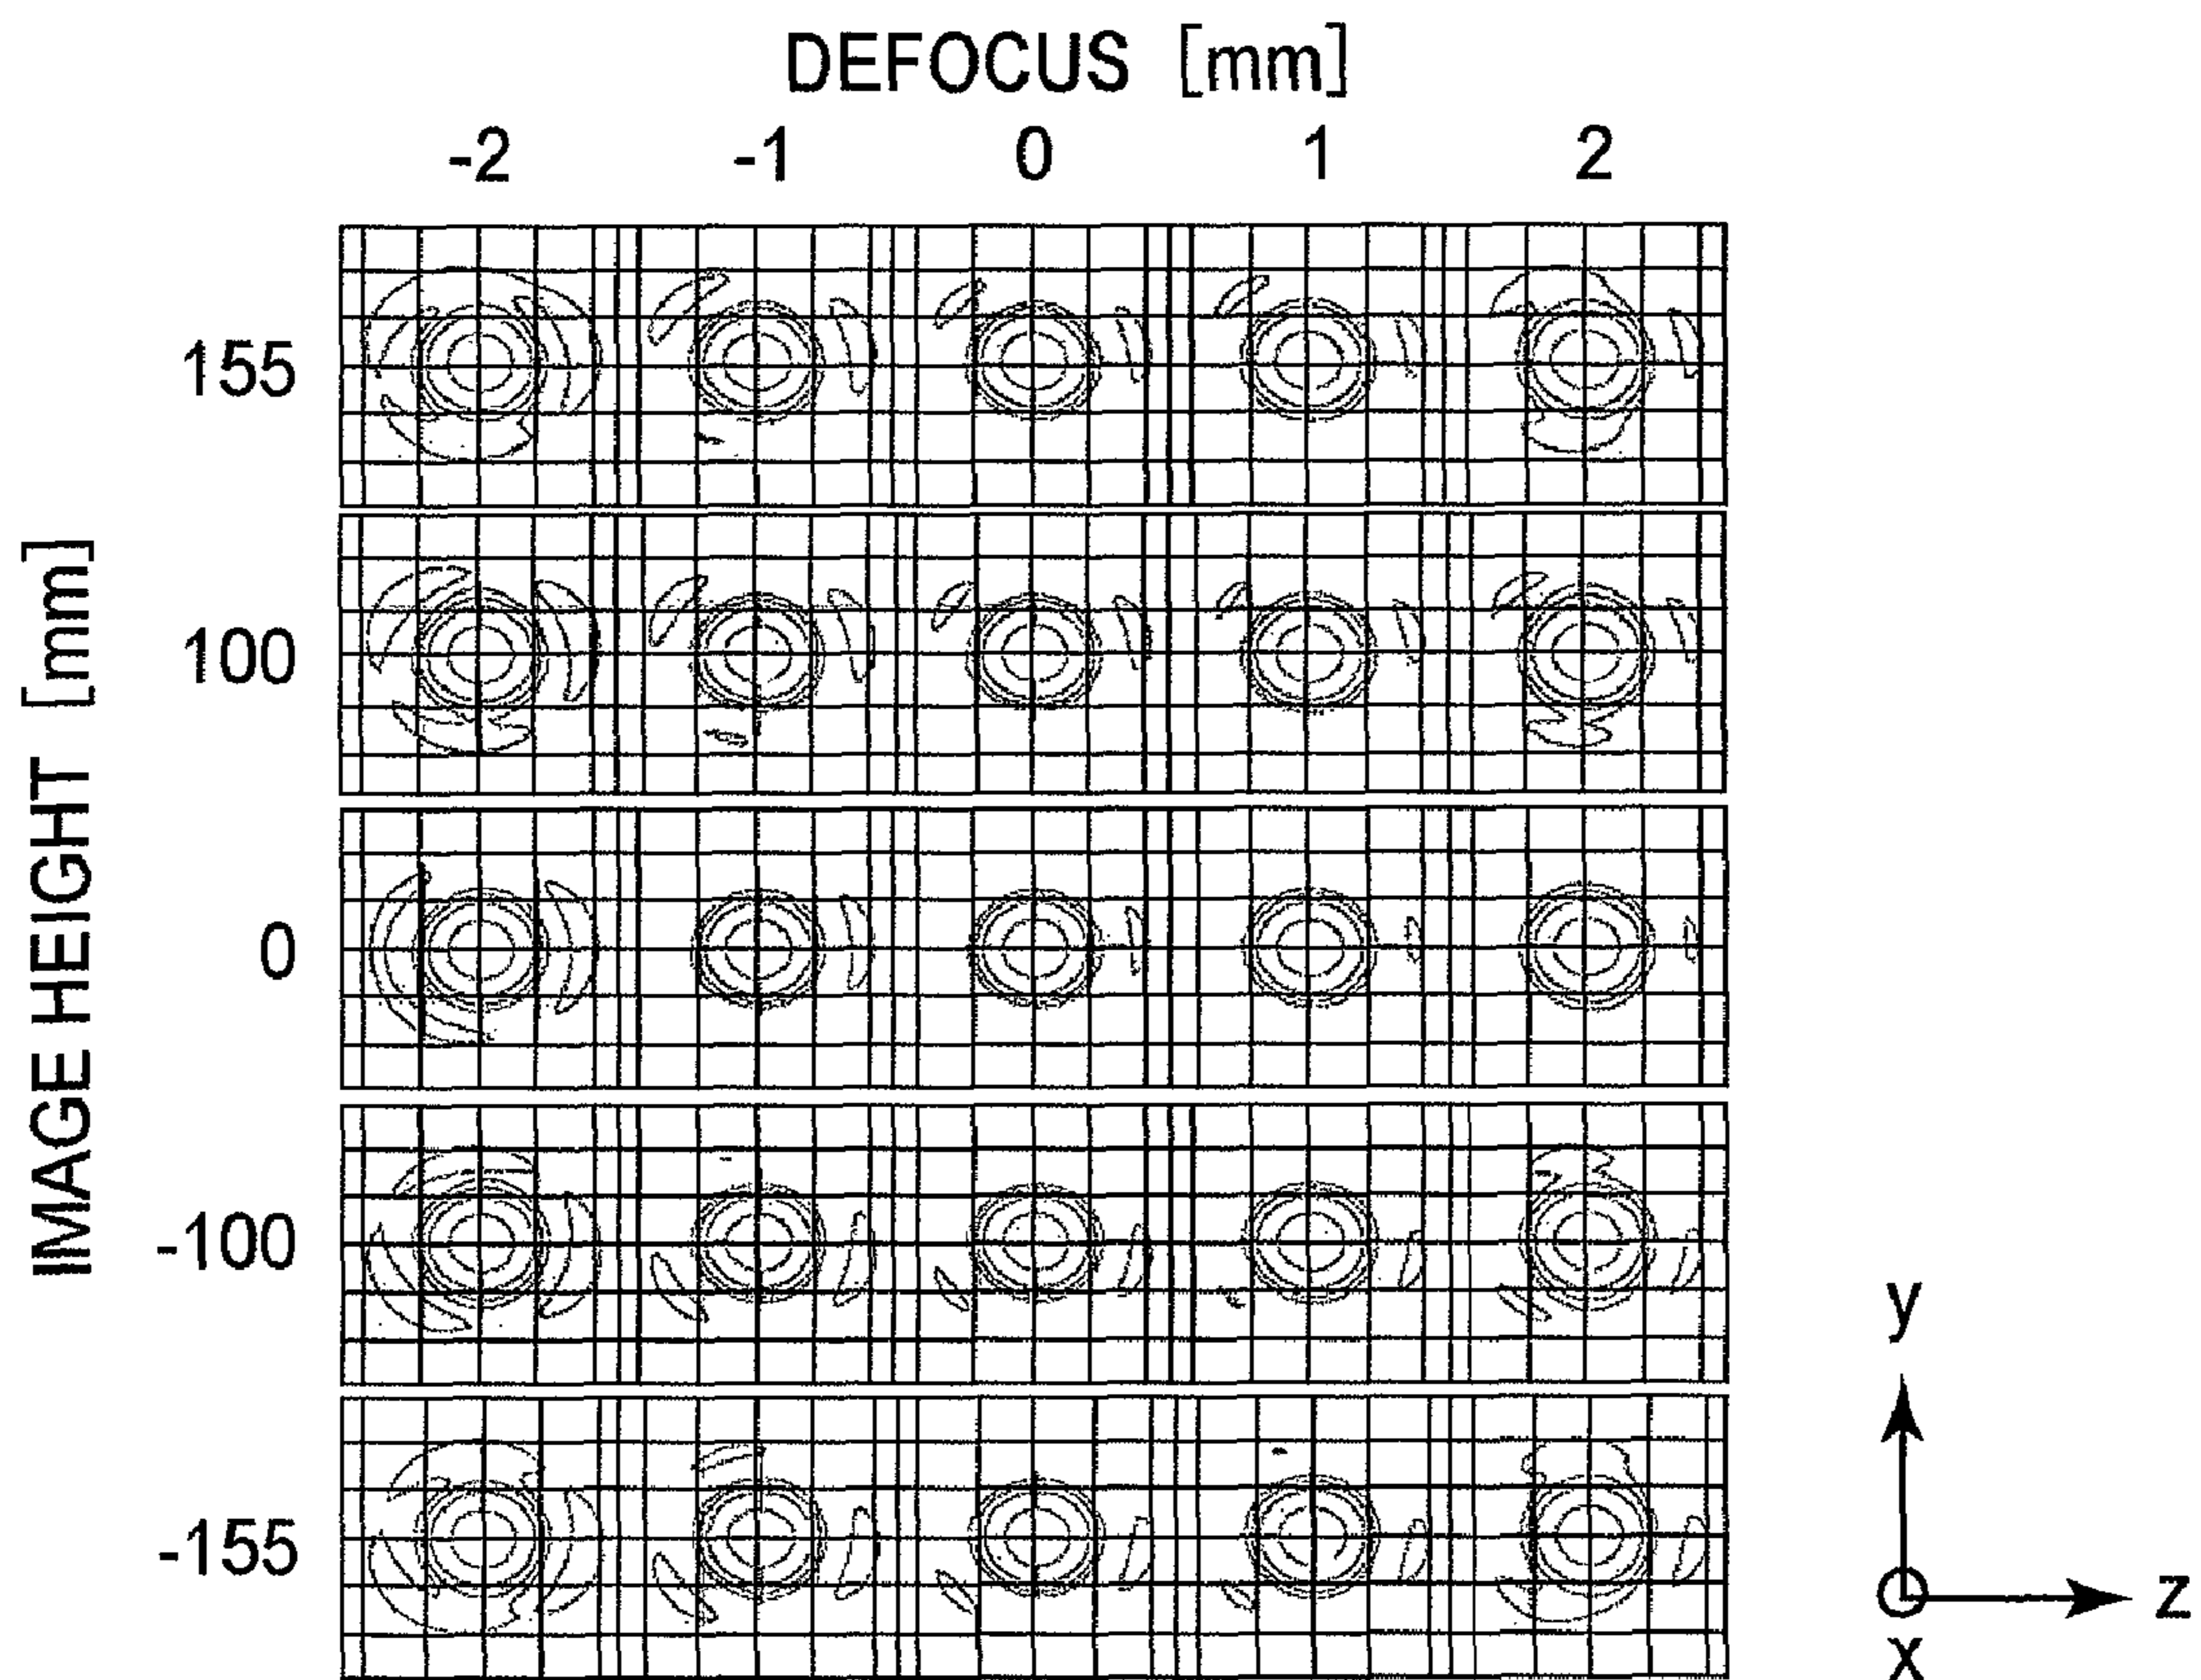 DEFOCUS [mm]
-2 -1 0 1 2
IMAGE HEIGHT [mm]
155
100
0
-100
-155
y
z
x